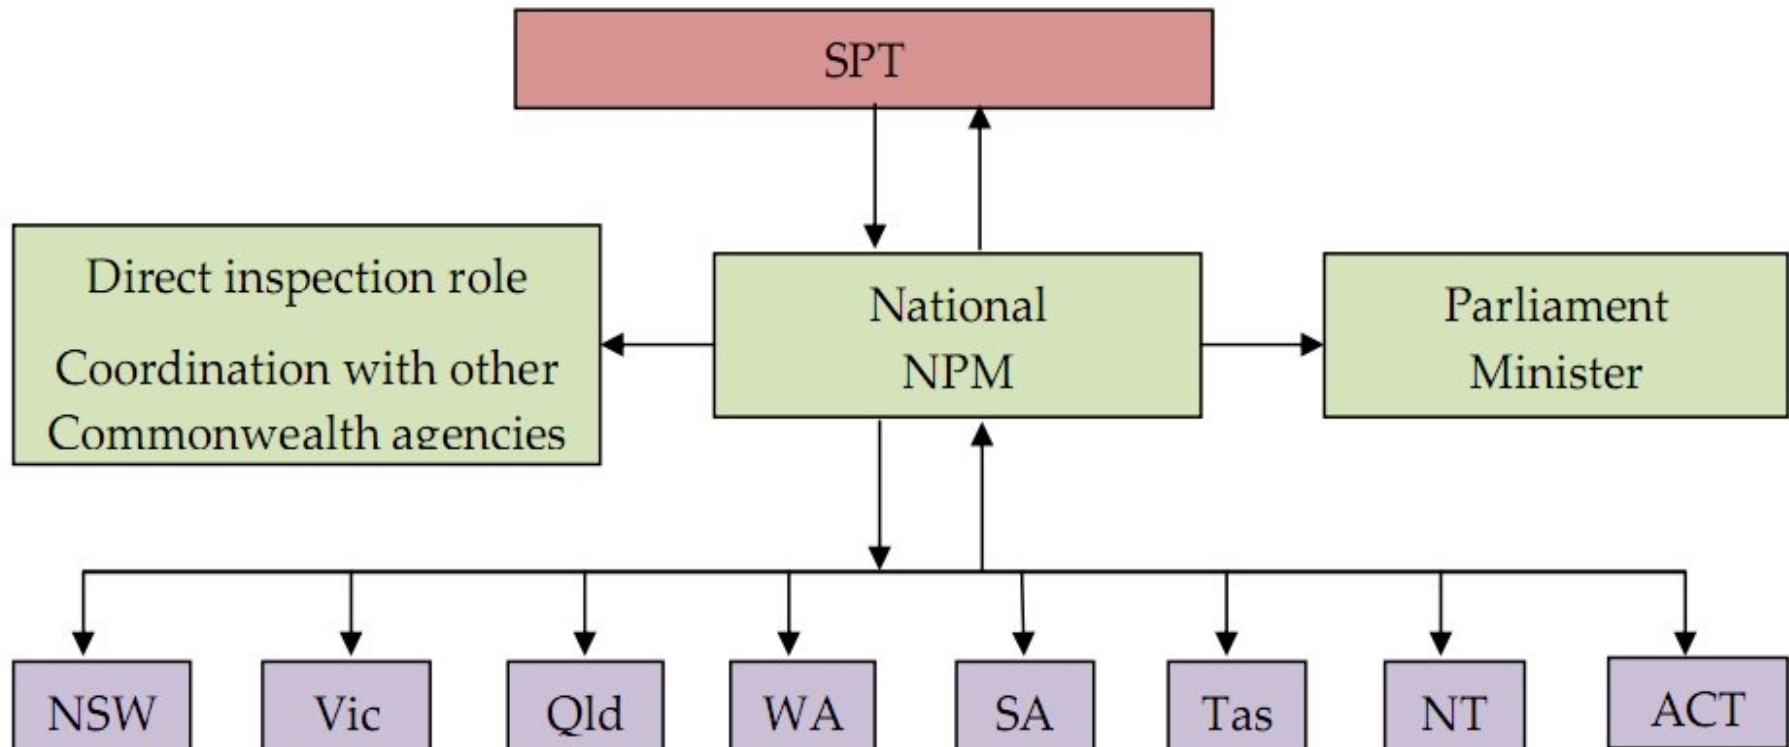 SPT
Direct inspection role
Coordination with other
Commonwealth agencies
National
NPM
Parliament
Minister
NSW
Vic
Qld
WA
SA
Tas
NT
ACT